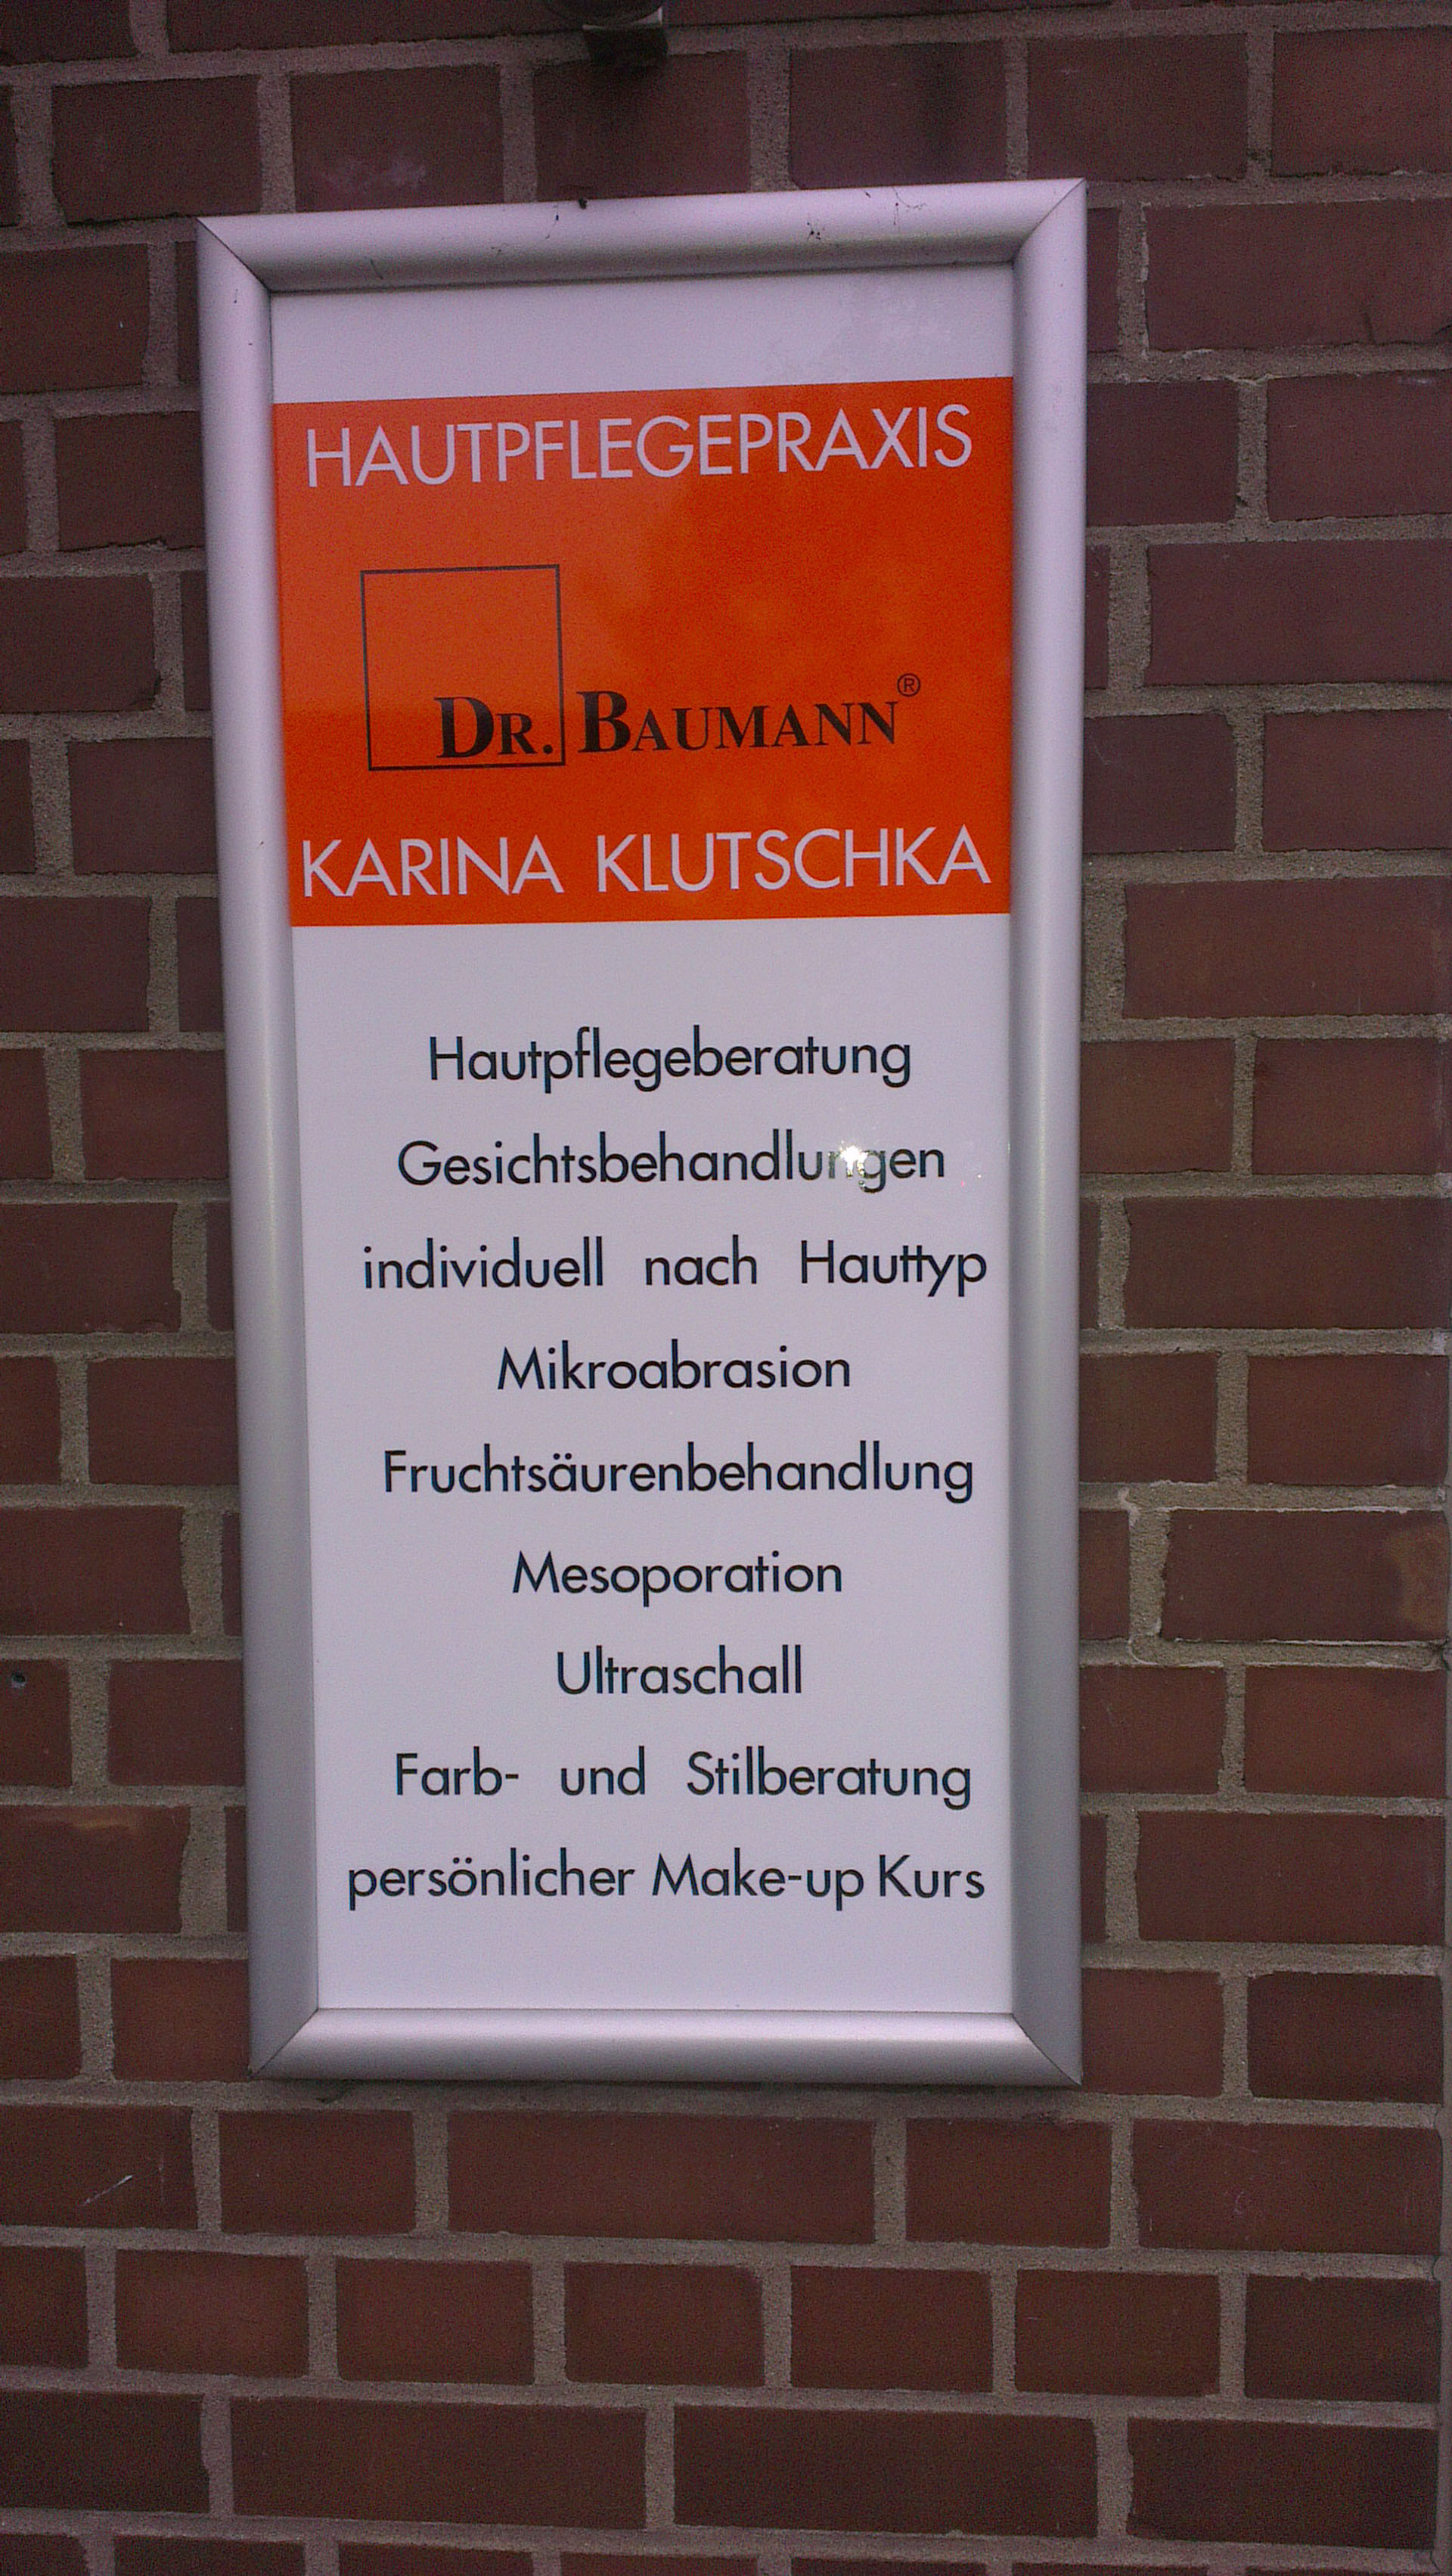 HAUTPFLEGEPRAXIS
DR. BAUMANN®
KARINA KLUTSCHKA
Hautpflegeberatung
Gesichtsbehandlungen
individuell nach Hauttyp
Mikroabrasion
Fruchtsäurenbehandlung
Mesoporation
Ultraschall
Farb- und Stilberatung
persönlicher Make-up Kurs